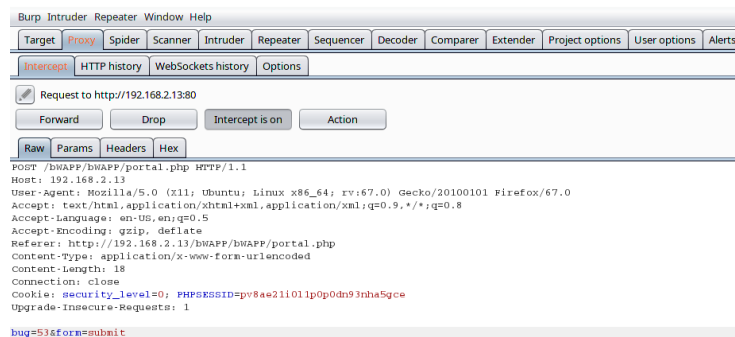 Burp Intruder Repeater Window Help
Target Proxy Spider Scanner Intruder Repeater Sequencer Decoder Comparer Extender Project options User options Alerts
Intercept HTTP history WebSockets history Options
Request to http://192.168.2.13:80
Forward Drop Intercept is on Action
Raw Params Headers Hex
POST /bWAPP/bWAPP/portal.php HTTP/1.1
Host: 192.168.2.13
User-Agent: Mozilla/5.0 (X11; Ubuntu; Linux x86_64; rv:67.0) Gecko/20100101 Firefox/67.0
Accept: text/html,application/xhtml+xml,application/xml;q=0.9,*/*;q=0.8
Accept-Language: en-US,en;q=0.5
Accept-Encoding: gzip, deflate
Referer: http://192.168.2.13/bWAPP/bWAPP/portal.php
Content-Type: application/x-www-form-urlencoded
Content-Length: 18
Connection: close
Cookie: security_level=0; PHPSESSID=pv8ae21i011p0p0dn93nha5gce
Upgrade-Insecure-Requests: 1
bug=53&form=submit